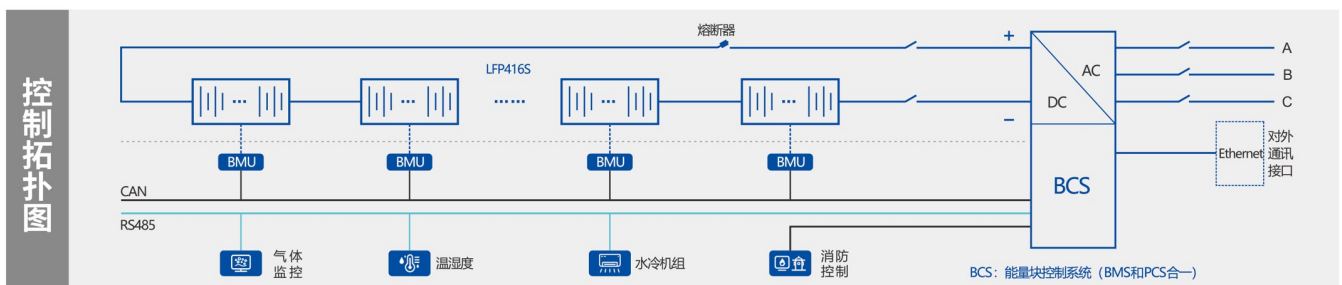 控制拓扑图
熔断器
+
A
LFP416S
AC
B
···
···
······
···
···
DC
C
−
对外
BMU
BMU
BMU
BMU
Ethernet
通讯
接口
CAN
BCS
RS485
气体
监控
温湿度
水冷机组
消防
控制
BCS：能量块控制系统（BMS和PCS合一）